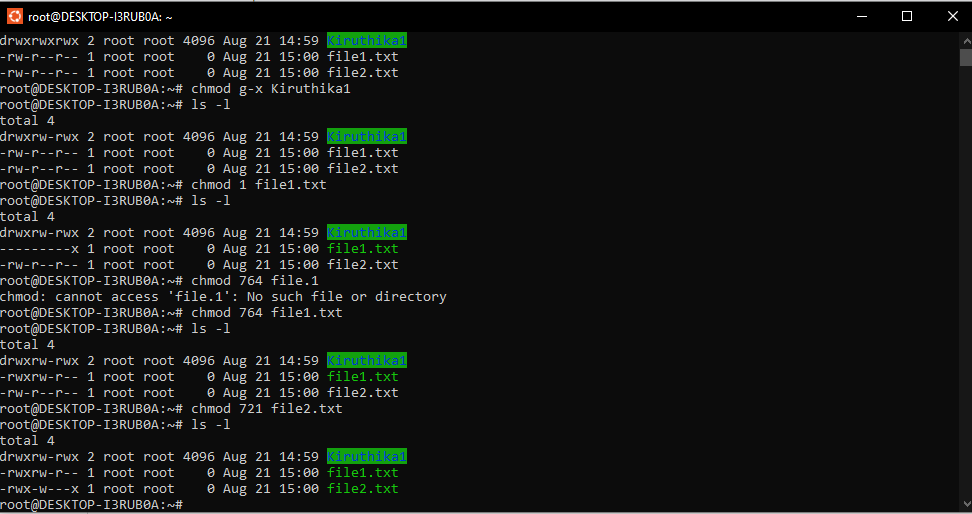 root@DESKTOP-I3RUB0A: ~
drwxrwxrwx 2 root root 4096 Aug 21 14:59 Kiruthika1
-rw-r--r-- 1 root root    0 Aug 21 15:00 file1.txt
-rw-r--r-- 1 root root    0 Aug 21 15:00 file2.txt
root@DESKTOP-I3RUB0A:~# chmod g-x Kiruthika1
root@DESKTOP-I3RUB0A:~# ls -l
total 4
drwxrw-rwx 2 root root 4096 Aug 21 14:59 Kiruthika1
-rw-r--r-- 1 root root    0 Aug 21 15:00 file1.txt
-rw-r--r-- 1 root root    0 Aug 21 15:00 file2.txt
root@DESKTOP-I3RUB0A:~# chmod 1 file1.txt
root@DESKTOP-I3RUB0A:~# ls -l
total 4
drwxrw-rwx 2 root root 4096 Aug 21 14:59 Kiruthika1
---------x 1 root root    0 Aug 21 15:00 file1.txt
-rw-r--r-- 1 root root    0 Aug 21 15:00 file2.txt
root@DESKTOP-I3RUB0A:~# chmod 764 file.1
chmod: cannot access 'file.1': No such file or directory
root@DESKTOP-I3RUB0A:~# chmod 764 file1.txt
root@DESKTOP-I3RUB0A:~# ls -l
total 4
drwxrw-rwx 2 root root 4096 Aug 21 14:59 Kiruthika1
-rwxrw-r-- 1 root root    0 Aug 21 15:00 file1.txt
-rw-r--r-- 1 root root    0 Aug 21 15:00 file2.txt
root@DESKTOP-I3RUB0A:~# chmod 721 file2.txt
root@DESKTOP-I3RUB0A:~# ls -l
total 4
drwxrw-rwx 2 root root 4096 Aug 21 14:59 Kiruthika1
-rwxrw-r-- 1 root root    0 Aug 21 15:00 file1.txt
-rwx-w---x 1 root root    0 Aug 21 15:00 file2.txt
root@DESKTOP-I3RUB0A:~#